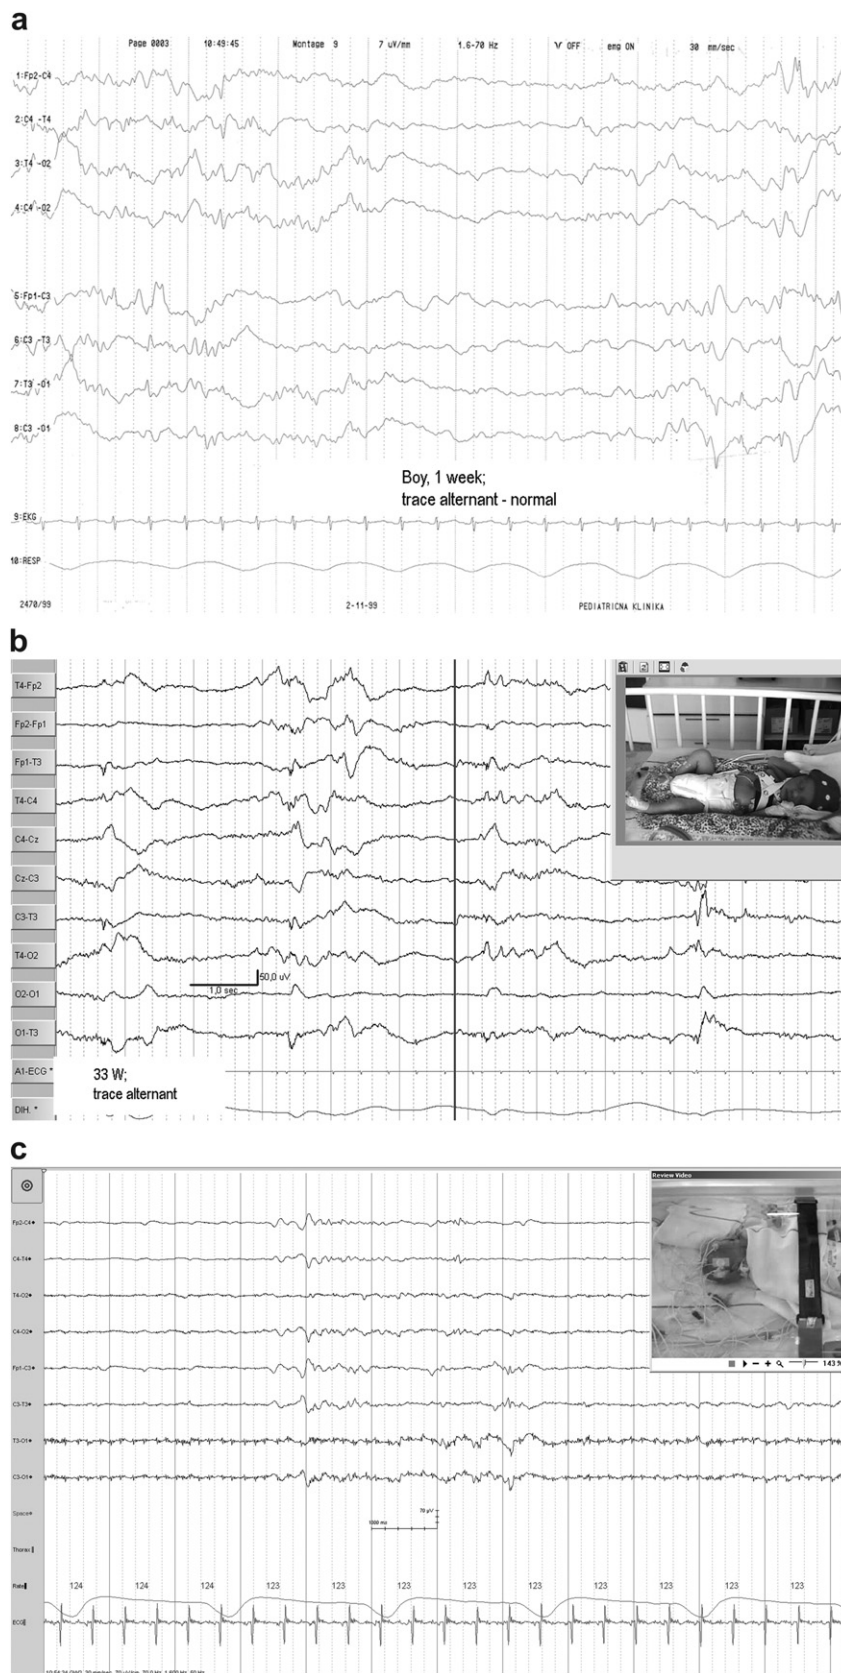 a
Page 0003 10:49:45 Montage 9 7 uV/mm 1.6-70 Hz OFF emg ON 30 mm/sec
1:Fp2-C4
2:C4 -T4
3:T4 -O2
4:C4 -O2
5:Fp1-C3
6:C3 -T3
7:T3 -O1
8:C3 -O1
Boy, 1 week;
trace alternant - normal
9:EKG
10:RESP
2470/99 2-11-99 PEDIATRICNA KLINIKA
b
T4-Fp2
Fp2-Fp1
Fp1-T3
T4-C4
C4-Cz
Cz-C3
C3-T3
T4-O2
50,0 uV
1,0 sec
O2-O1
O1-T3
A1-ECG *
33 W;
trace alternant
DIH. *
c
Review Video
Fp2-C4
C4-T4
T4-O2
C4-O2
Fp1-C3
143 %
C3-T3
T3-O1
C3-O1
Space
70 µV
1000 ms
Thorax
Rate
124 124 124 123 123 123 123 123 123 123 123 123
ECG